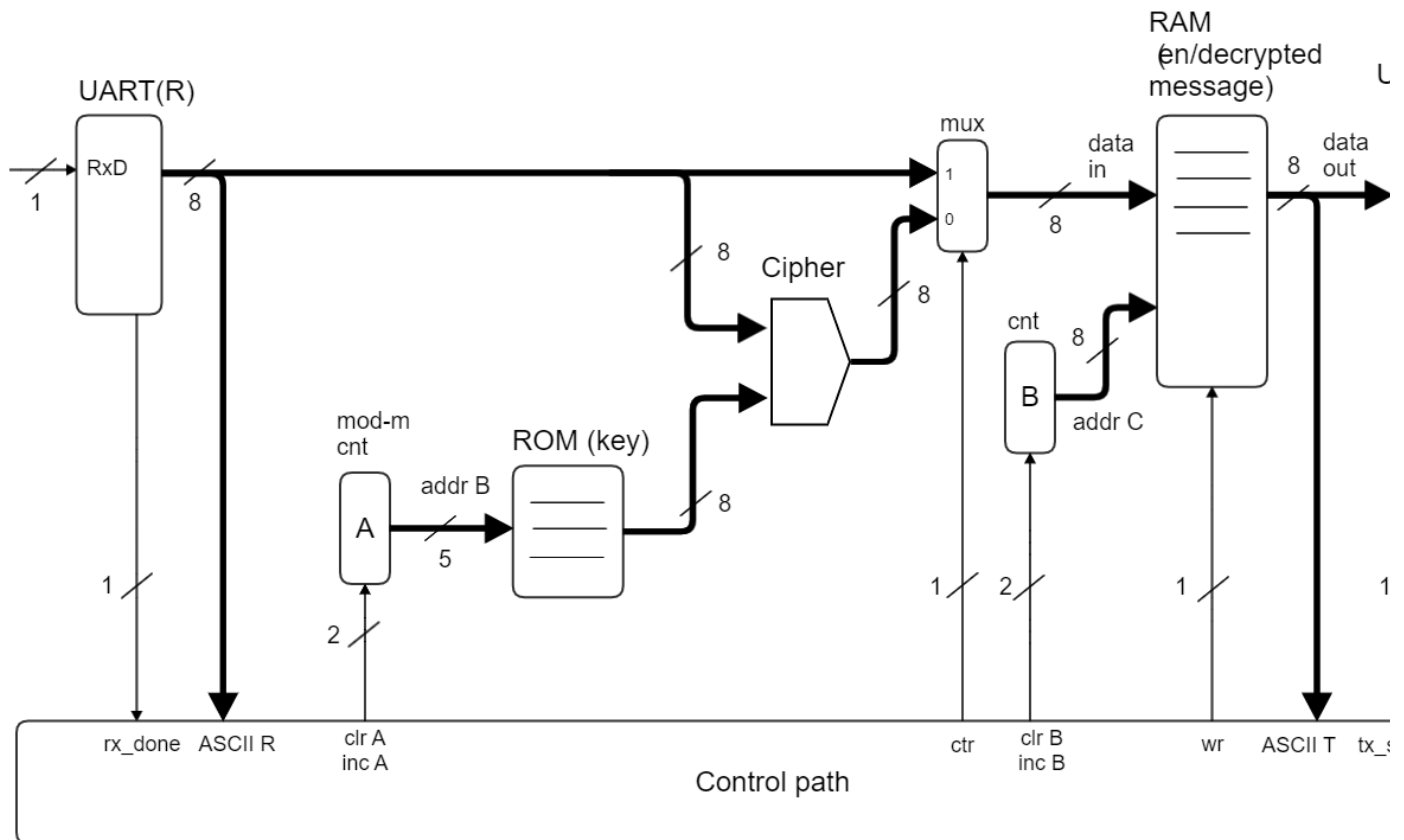 RAM
(en/decrypted
message)
UART(R)
mux
RxD
1
8
1
0
data
in
8
data
out
8
8
Cipher
8
cnt
8
B
addr C
mod-m
cnt
ROM (key)
addr B
A
5
8
1
2
1
2
1
1
rx_done
ASCII R
clr A
inc A
ctr
clr B
inc B
wr
ASCII T
Control path